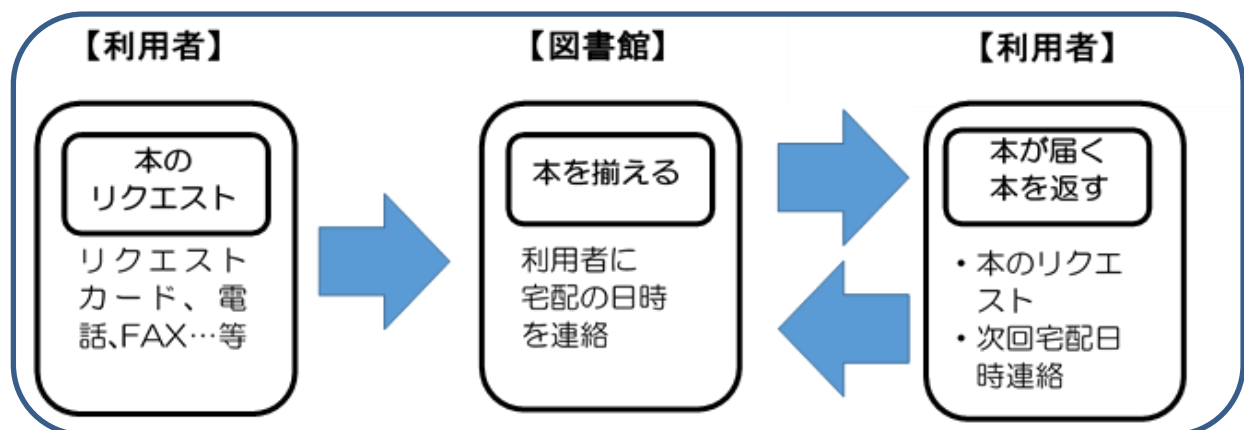 【利用者】
本の
リクエスト
リクエスト
カード、電
話、FAX…等
【図書館】
本を揃える
利用者に
宅配の日時
を連絡
【利用者】
本が届く
本を返す
・本のリクエ
スト
・次回宅配日
時連絡